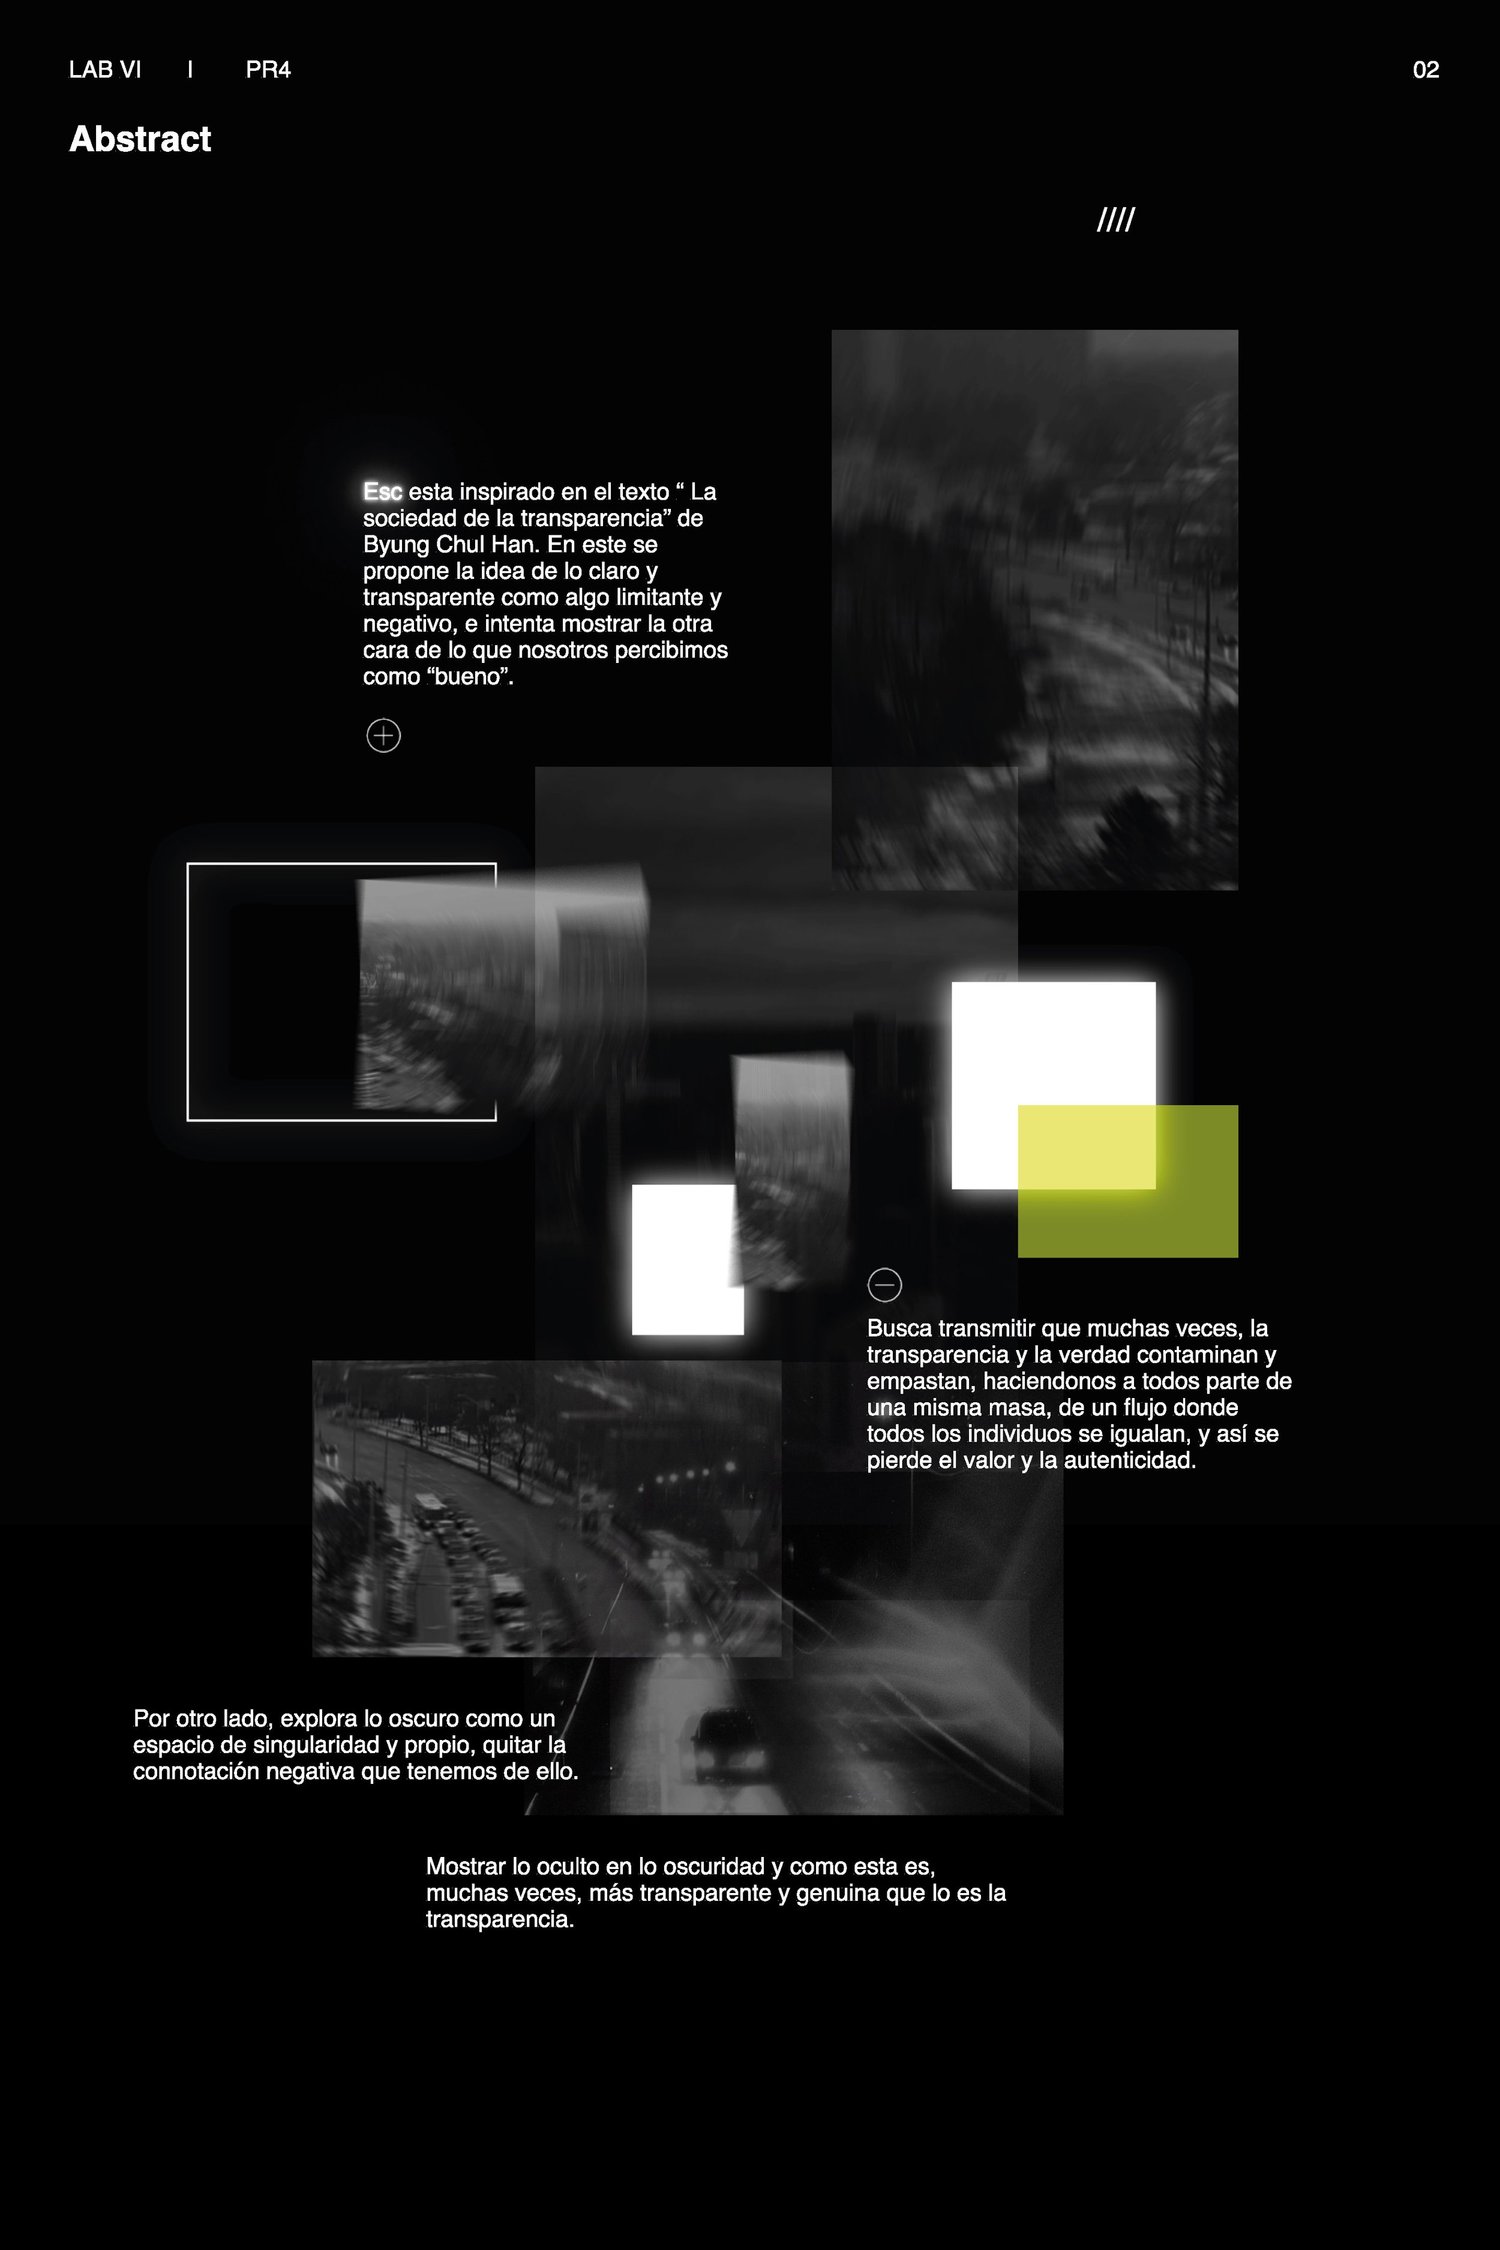 LAB VI | PR4 02
Abstract
////
Esc esta inspirado en el texto “ La
sociedad de la transparencia” de
Byung Chul Han. En este se
propone la idea de lo claro y
transparente como algo limitante y
negativo, e intenta mostrar la otra
cara de lo que nosotros percibimos
como “bueno”.
Busca transmitir que muchas veces, la
transparencia y la verdad contaminan y
empastan, haciendonos a todos parte de
una misma masa, de un flujo donde
todos los individuos se igualan, y así se
pierde el valor y la autenticidad.
Por otro lado, explora lo oscuro como un
espacio de singularidad y propio, quitar la
connotación negativa que tenemos de ello.
Mostrar lo oculto en lo oscuridad y como esta es,
muchas veces, más transparente y genuina que lo es la
transparencia.